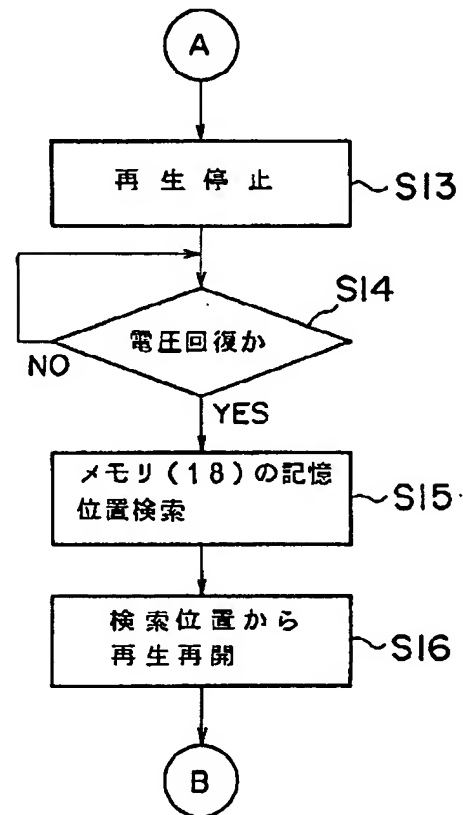 A
再生停止
S13
S14
電圧回復か
NO
YES
メモリ(18)の記憶
位置検索
S15
検索位置から
再生再開
S16
B